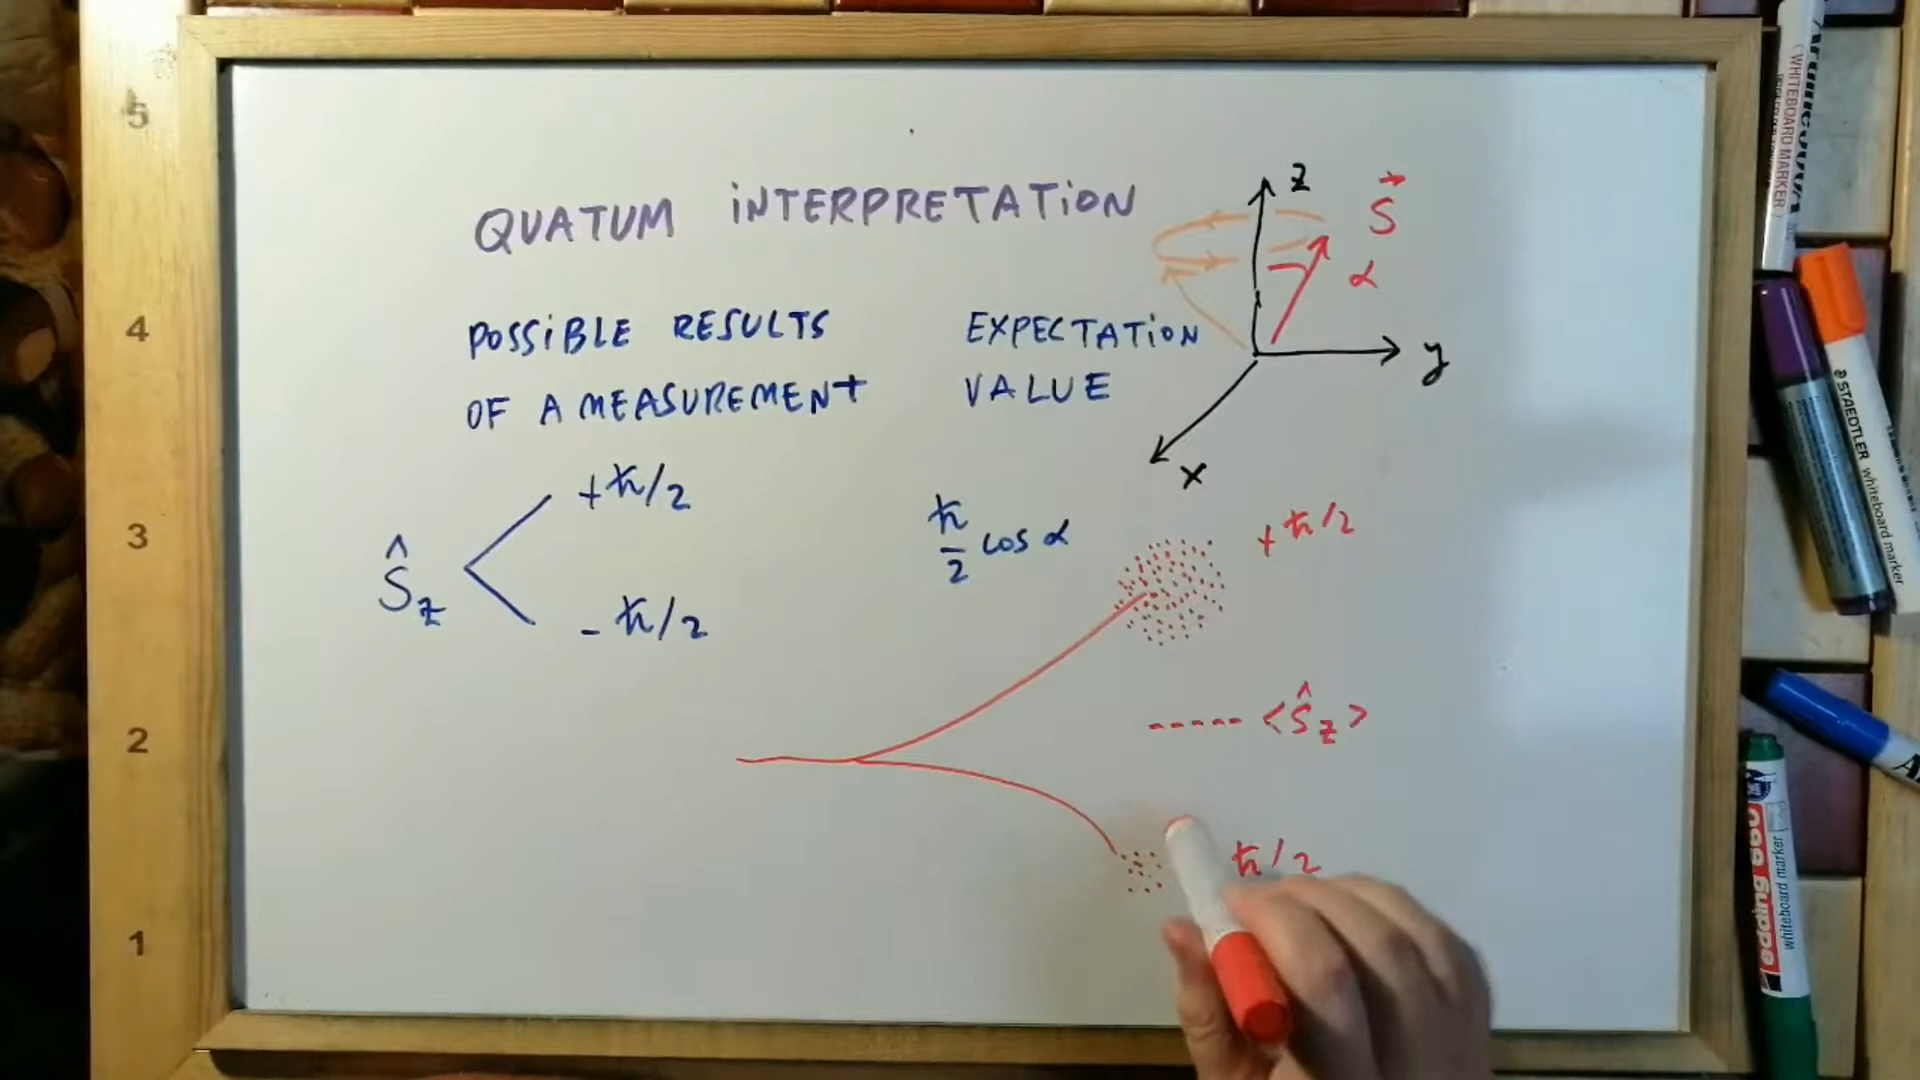 5
4
3
2
1
QUATUM INTERPRETATION
POSSIBLE RESULTS
OF A MEASUREMENT
EXPECTATION
VALUE
z
S⃗
α
y
x
Ŝz
+ħ/2
- ħ/2
ħ/2 cos α
+ħ/2
<Ŝz>
ħ/2
(WHITEBOARD MARKER)
STAEDTLER whiteboard marker
edding 660
whiteboard marker